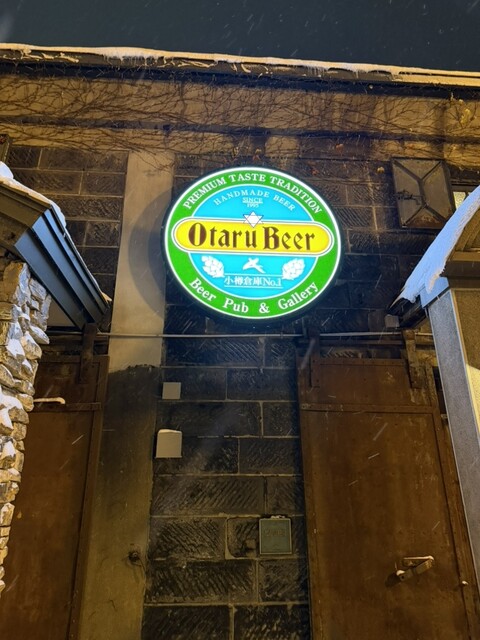 PREMIUM TASTE TRADITION
HANDMADE BEER
SINCE
1995
Otaru Beer
小樽倉庫No.1
Beer Pub & Gallery